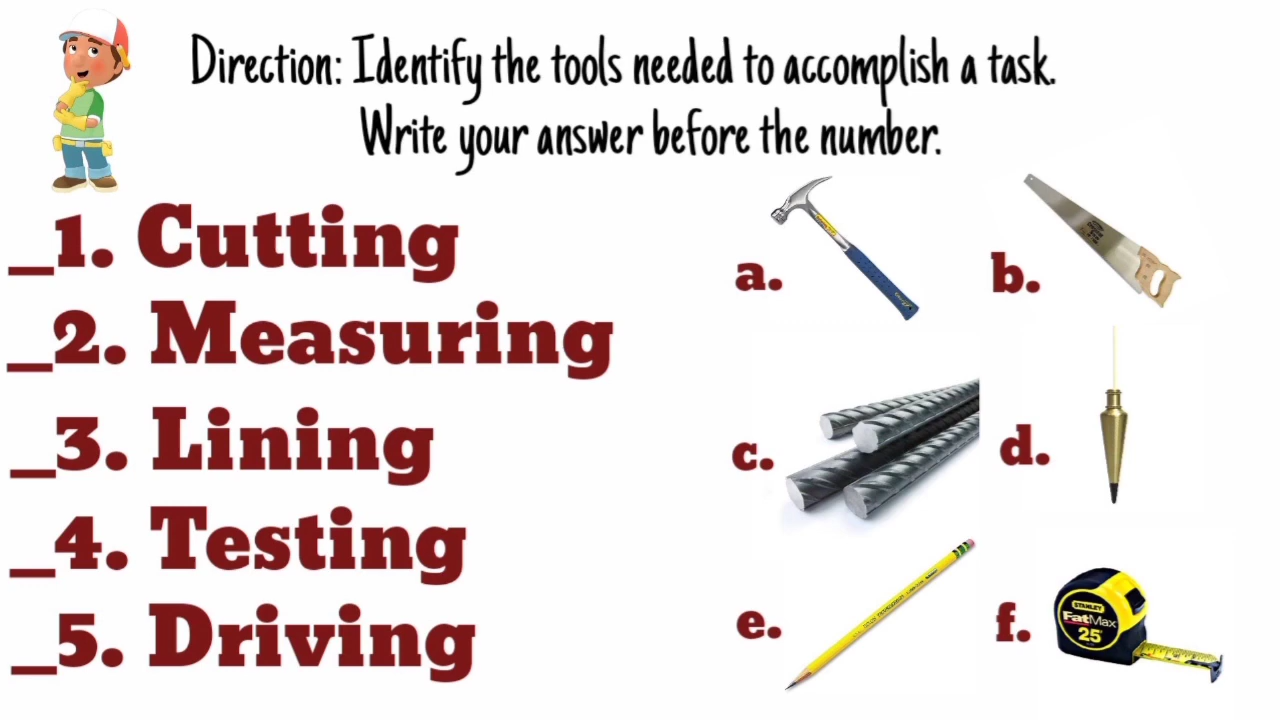 Direction: Identify the tools needed to accomplish a task.
Write your answer before the number.
_1. Cutting
_2. Measuring
_3. Lining
_4. Testing
_5. Driving
a.
b.
c.
d.
e.
f.
STANLEY
FatMax
25'